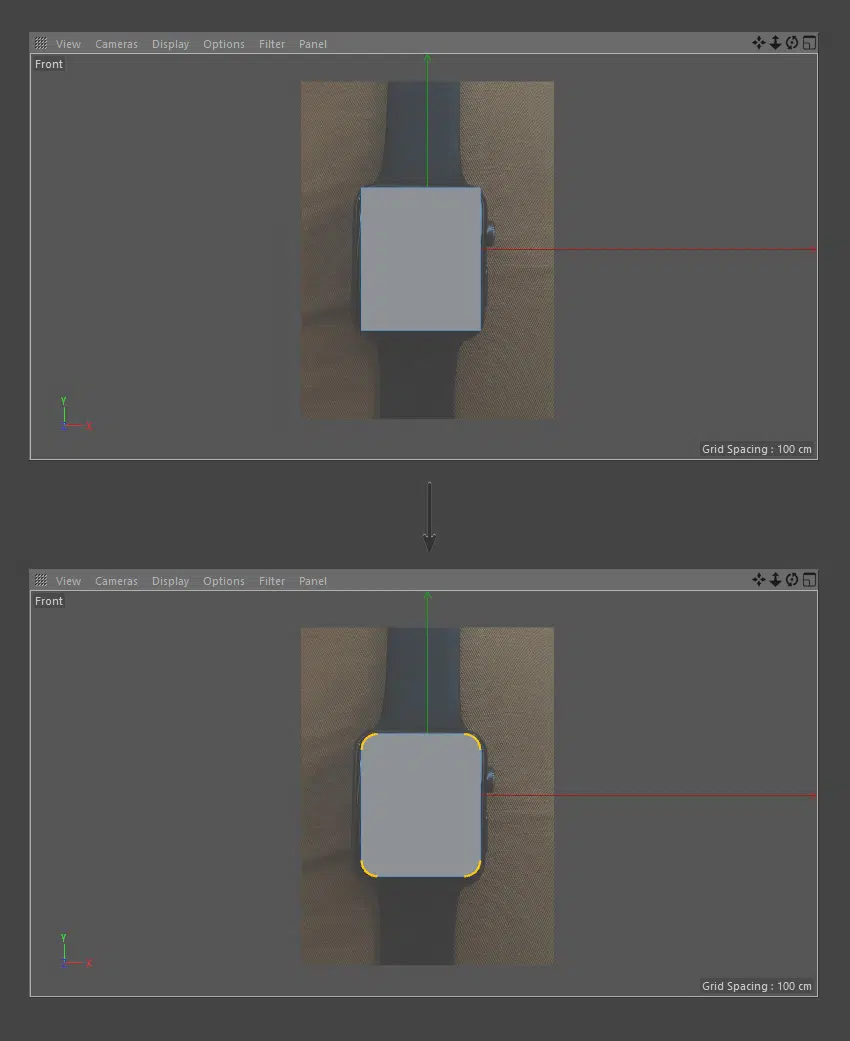 View Cameras Display Options Filter Panel
Front
Y
X
Grid Spacing : 100 cm
View Cameras Display Options Filter Panel
Front
Y
X
Grid Spacing : 100 cm